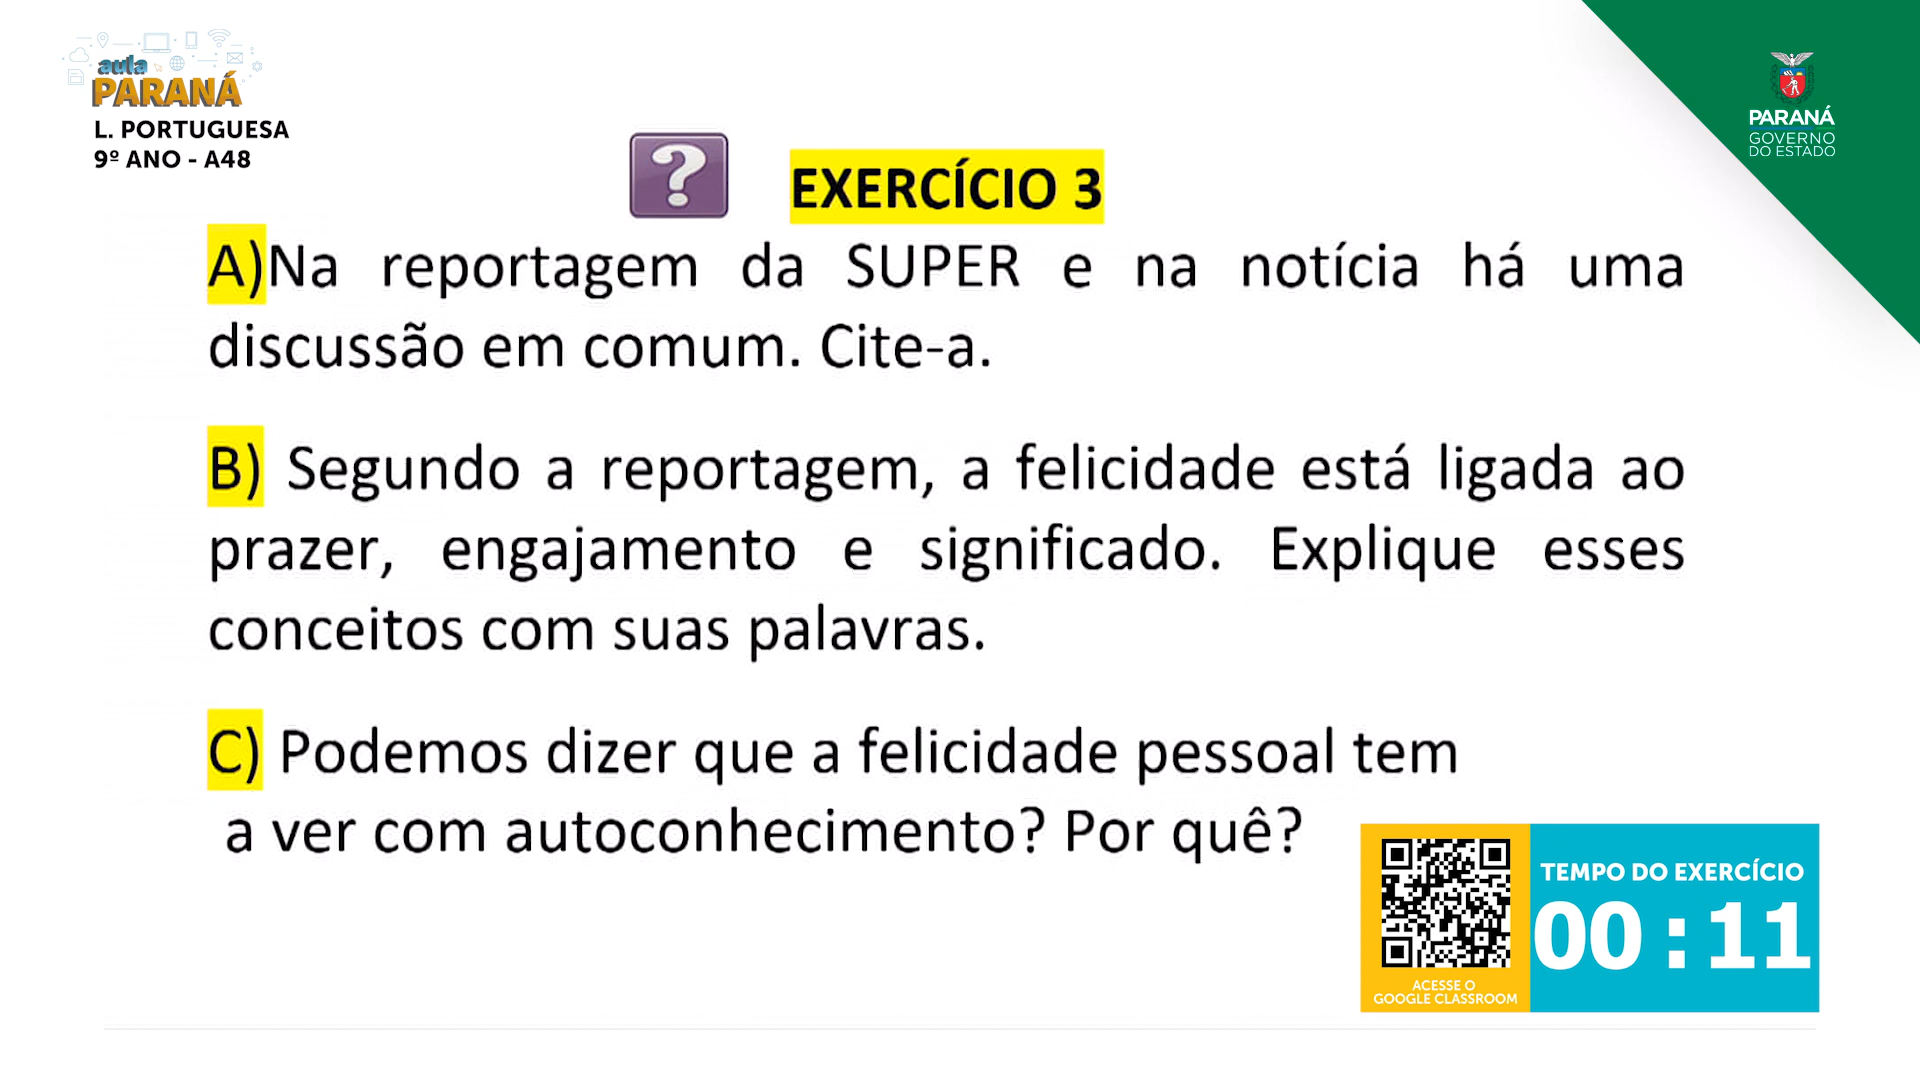 aula
PARANÁ
L. PORTUGUESA
9º ANO - A48
PARANÁ
GOVERNO
DO ESTADO
?
EXERCÍCIO 3
A)Na reportagem da SUPER e na notícia há uma
discussão em comum. Cite-a.
B) Segundo a reportagem, a felicidade está ligada ao
prazer, engajamento e significado. Explique esses
conceitos com suas palavras.
C) Podemos dizer que a felicidade pessoal tem
a ver com autoconhecimento? Por quê?
ACESSE O
GOOGLE CLASSROOM
TEMPO DO EXERCÍCIO
00 : 11